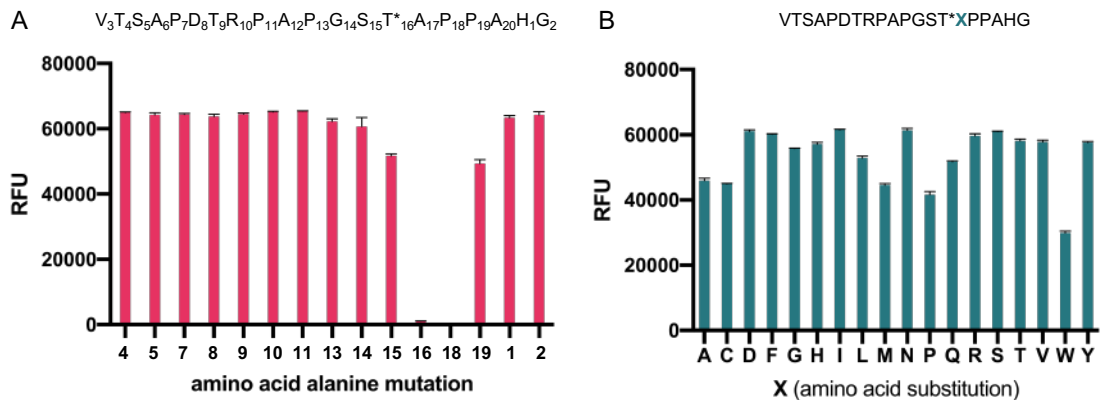 A
V₃T₄S₅A₆P₇D₈T₉R₁₀P₁₁A₁₂P₁₃G₁₄S₁₅T*₁₆A₁₇P₁₈P₁₉A₂₀H₁G₂
80000
60000
40000
20000
0
RFU
4 5 7 8 9 10 11 13 14 15 16 18 19 1 2
amino acid alanine mutation
B
VTSAPDTRPAPGST*XPPAHG
80000
60000
40000
20000
0
RFU
A C D F G H I L M N P Q R S T V W Y
X (amino acid substitution)